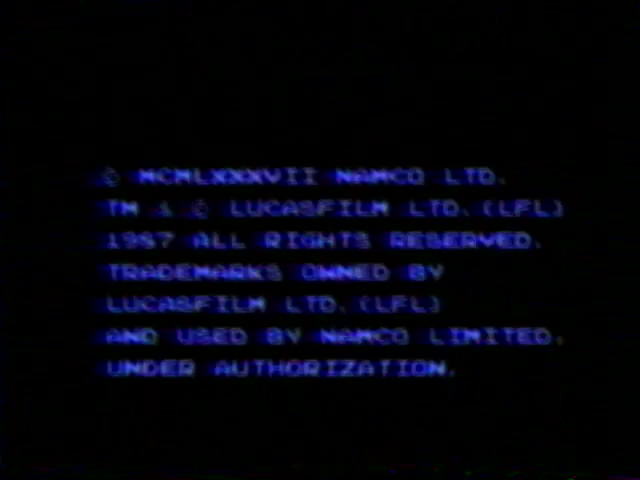 © MCMLXXXVII NAMCO LTD.
TM & © LUCASFILM LTD.(LFL)
1987 ALL RIGHTS RESERVED.
TRADEMARKS OWNED BY
LUCASFILM LTD.(LFL)
AND USED BY NAMCO LIMITED.
UNDER AUTHORIZATION.